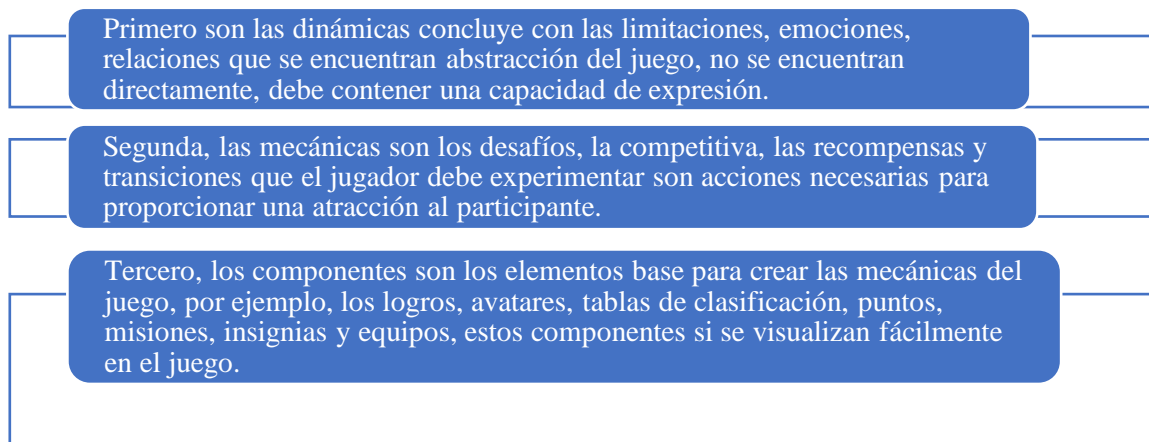 Primero son las dinámicas concluye con las limitaciones, emociones,
relaciones que se encuentran abstracción del juego, no se encuentran
directamente, debe contener una capacidad de expresión.
Segunda, las mecánicas son los desafíos, la competitiva, las recompensas y
transiciones que el jugador debe experimentar son acciones necesarias para
proporcionar una atracción al participante.
Tercero, los componentes son los elementos base para crear las mecánicas del
juego, por ejemplo, los logros, avatares, tablas de clasificación, puntos,
misiones, insignias y equipos, estos componentes si se visualizan fácilmente
en el juego.